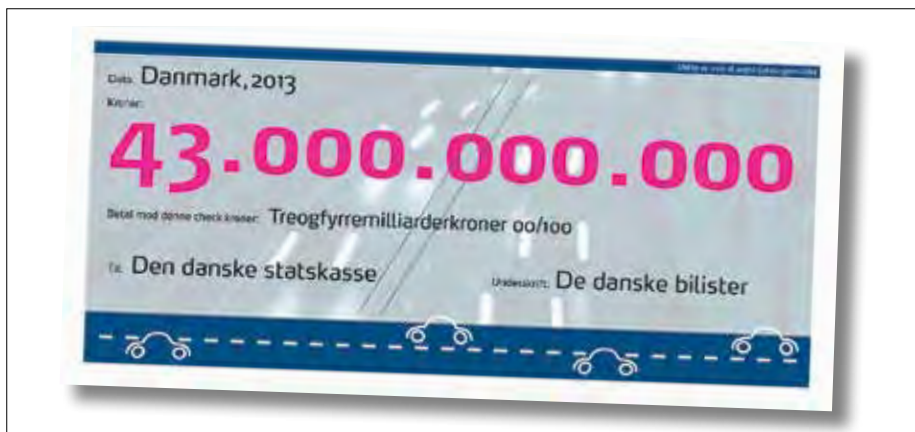 Dato: Danmark, 2013
Kroner:
43.000.000.000
Betal mod denne check kroner: Treogfyrremilliarderkroner 00/100
Til: Den danske statskasse
Underskrift: De danske bilister